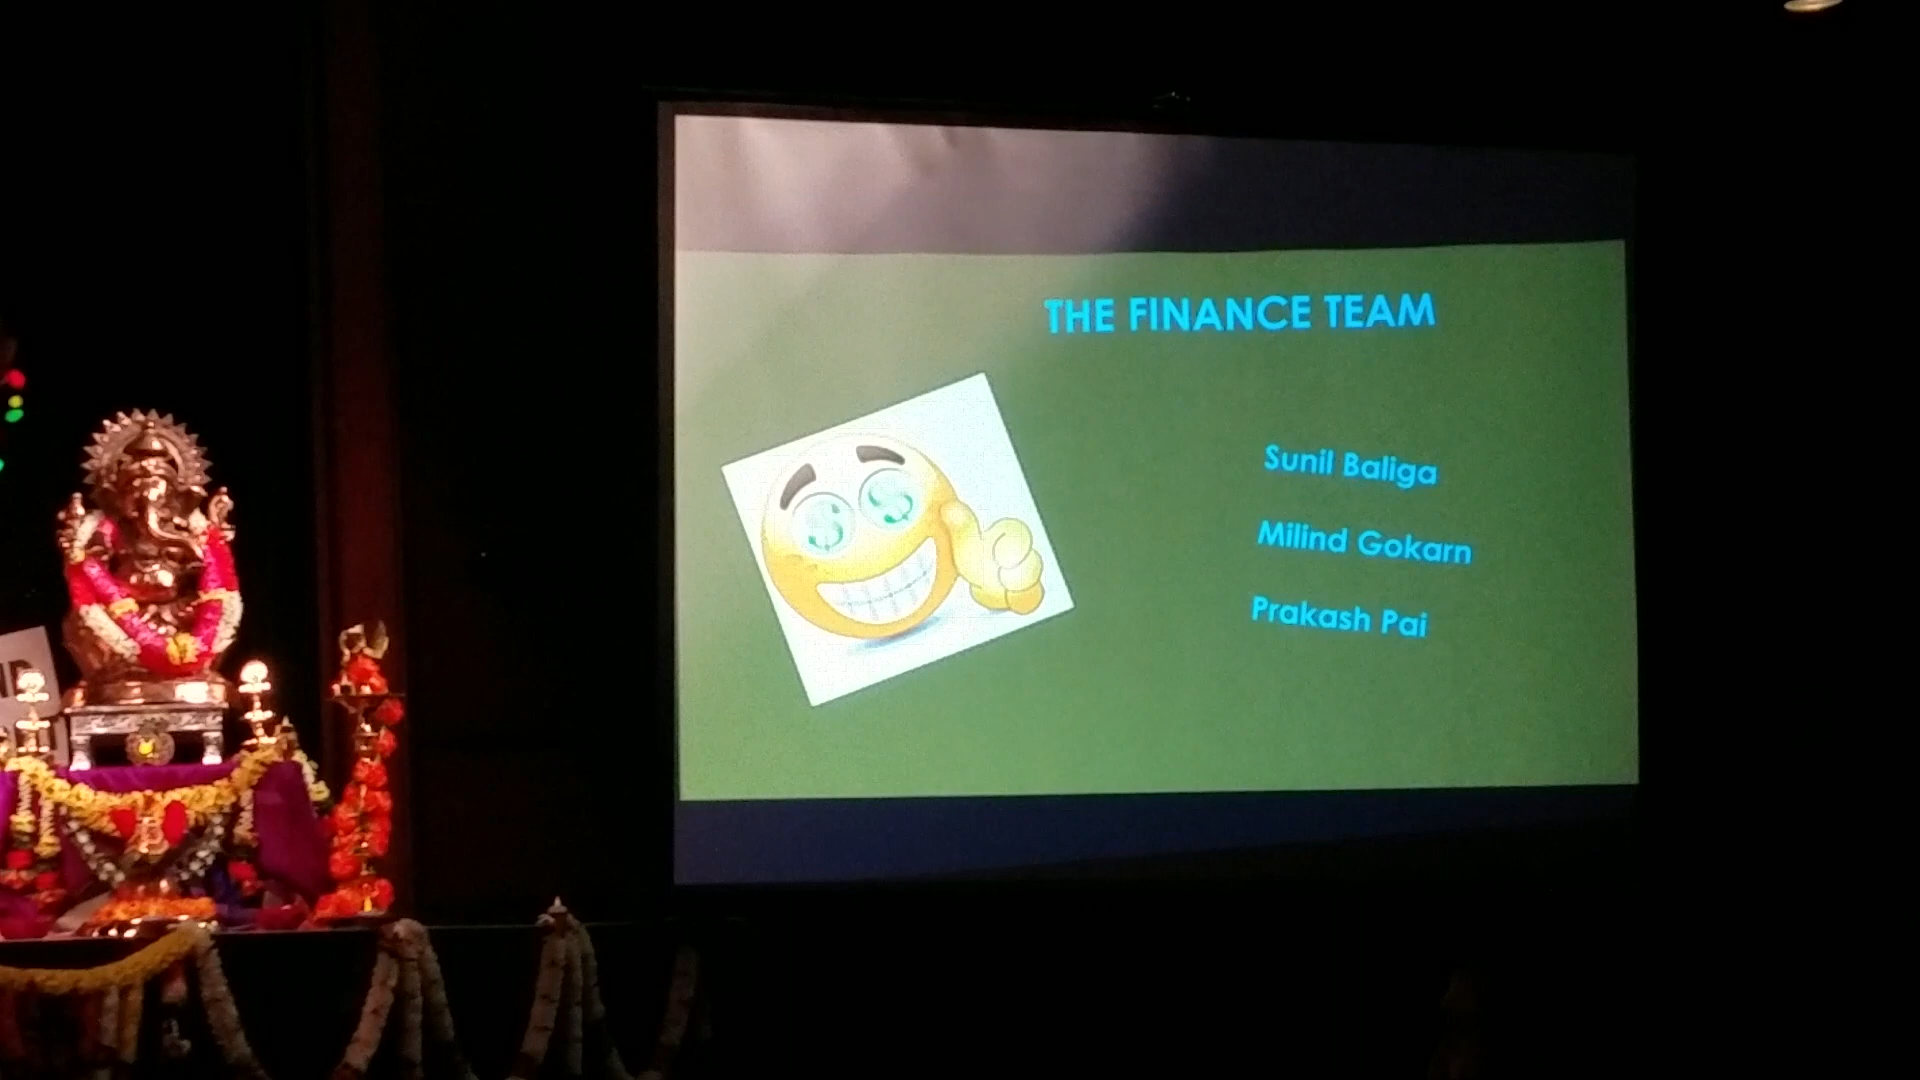 THE FINANCE TEAM
Sunil Baliga
Milind Gokarn
Prakash Pai